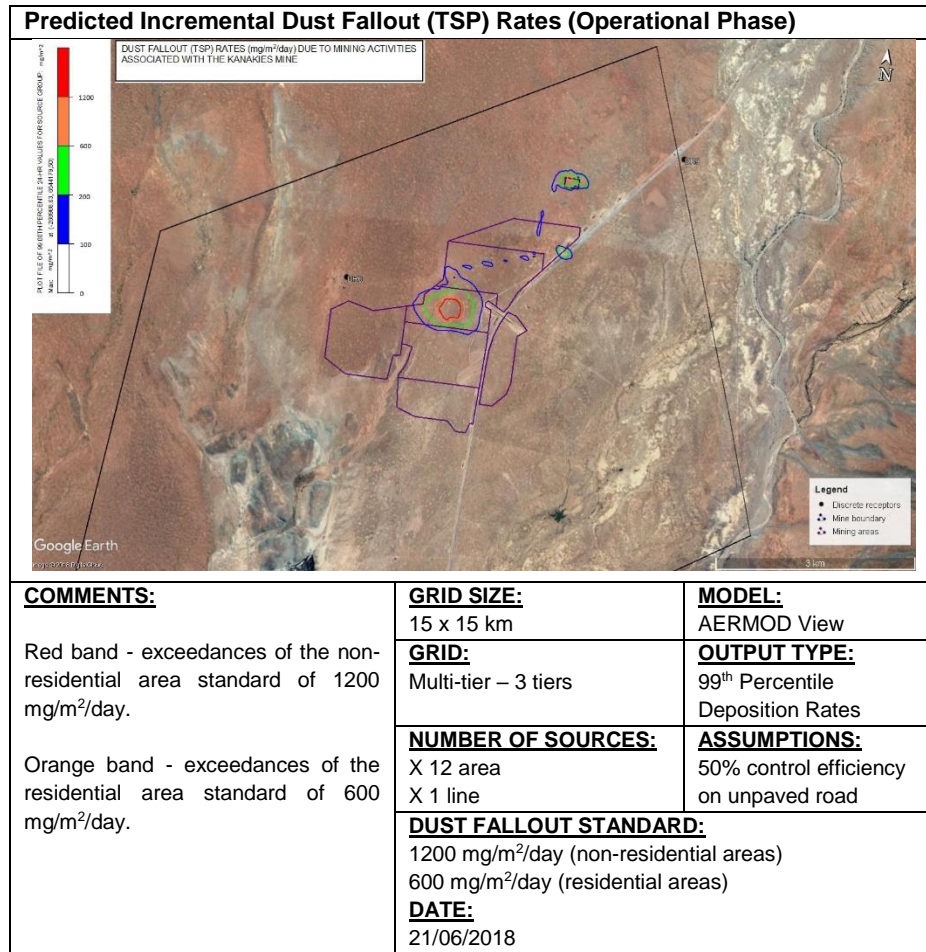 Predicted Incremental Dust Fallout (TSP) Rates (Operational Phase)
DUST FALLOUT (TSP) RATES (mg/m²/day) DUE TO MINING ACTIVITIES
ASSOCIATED WITH THE KANAKIES MINE
mg/m^2
1200
600
200
100
0
N
Legend
Discrete receptors
Mine boundary
Mining areas
Google Earth
3 km
COMMENTS:
Red band - exceedances of the non-
residential area standard of 1200
mg/m²/day.
Orange band - exceedances of the
residential area standard of 600
mg/m²/day.
GRID SIZE:
15 x 15 km
MODEL:
AERMOD View
GRID:
Multi-tier – 3 tiers
OUTPUT TYPE:
99th Percentile
Deposition Rates
NUMBER OF SOURCES:
X 12 area
X 1 line
ASSUMPTIONS:
50% control efficiency
on unpaved road
DUST FALLOUT STANDARD:
1200 mg/m²/day (non-residential areas)
600 mg/m²/day (residential areas)
DATE:
21/06/2018